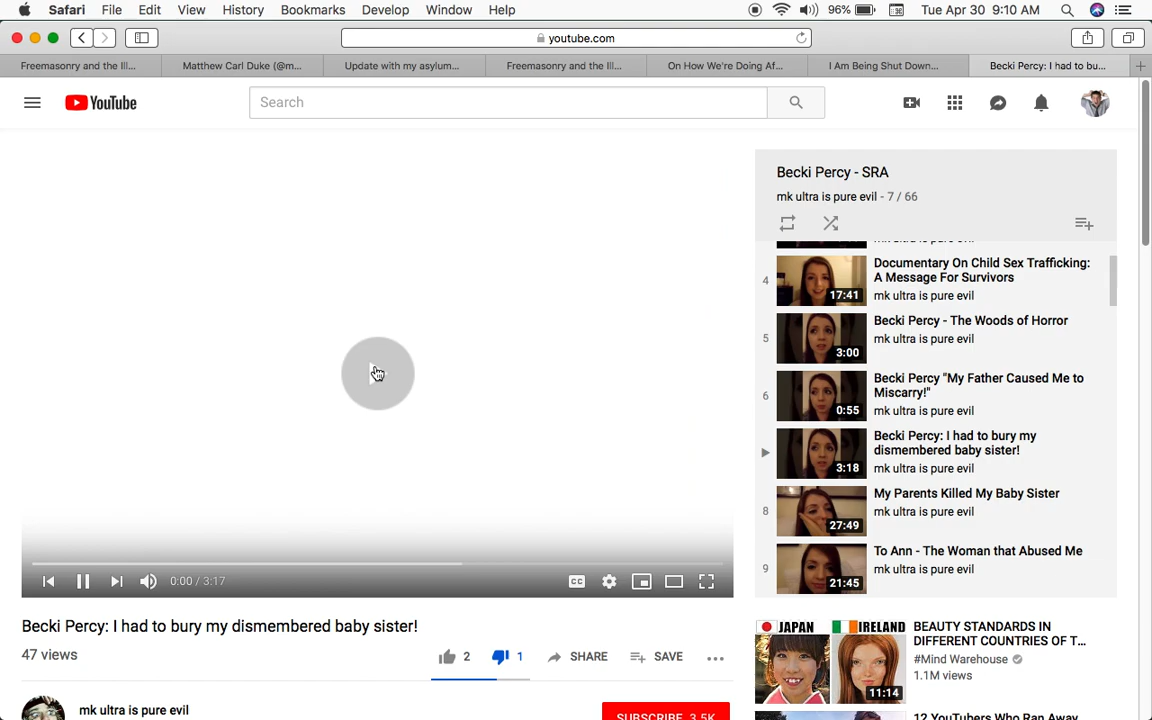 Safari File Edit View History Bookmarks Develop Window Help 96% Tue Apr 30 9:10 AM
youtube.com
Freemasonry and the Ill... Matthew Carl Duke (@m... Update with my asylum... Freemasonry and the Ill... On How We're Doing Af... I Am Being Shut Down... Becki Percy: I had to bu...
YouTube Search
Becki Percy - SRA
mk ultra is pure evil - 7 / 66
4 17:41 Documentary On Child Sex Trafficking:
A Message For Survivors
mk ultra is pure evil
5 3:00 Becki Percy - The Woods of Horror
mk ultra is pure evil
6 0:55 Becki Percy "My Father Caused Me to
Miscarry!"
mk ultra is pure evil
3:18 Becki Percy: I had to bury my
dismembered baby sister!
mk ultra is pure evil
8 27:49 My Parents Killed My Baby Sister
mk ultra is pure evil
9 21:45 To Ann - The Woman that Abused Me
mk ultra is pure evil
0:00 / 3:17 CC
Becki Percy: I had to bury my dismembered baby sister!
47 views
2 1 SHARE SAVE
mk ultra is pure evil
SUBSCRIBE 3.5K
JAPAN IRELAND 11:14
BEAUTY STANDARDS IN
DIFFERENT COUNTRIES OF T...
#Mind Warehouse
1.1M views
12 YouTubers Who Ran Away